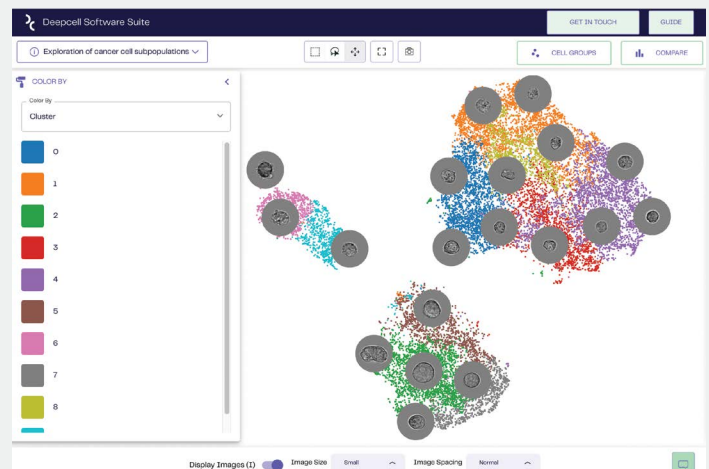 Deepcell Software Suite
GET IN TOUCH
GUIDE
Exploration of cancer cell subpopulations
CELL GROUPS
COMPARE
COLOR BY
Color By
Cluster
0
1
2
3
4
5
6
7
8
Display Images (I)
Image Size
Small
Image Spacing
Normal